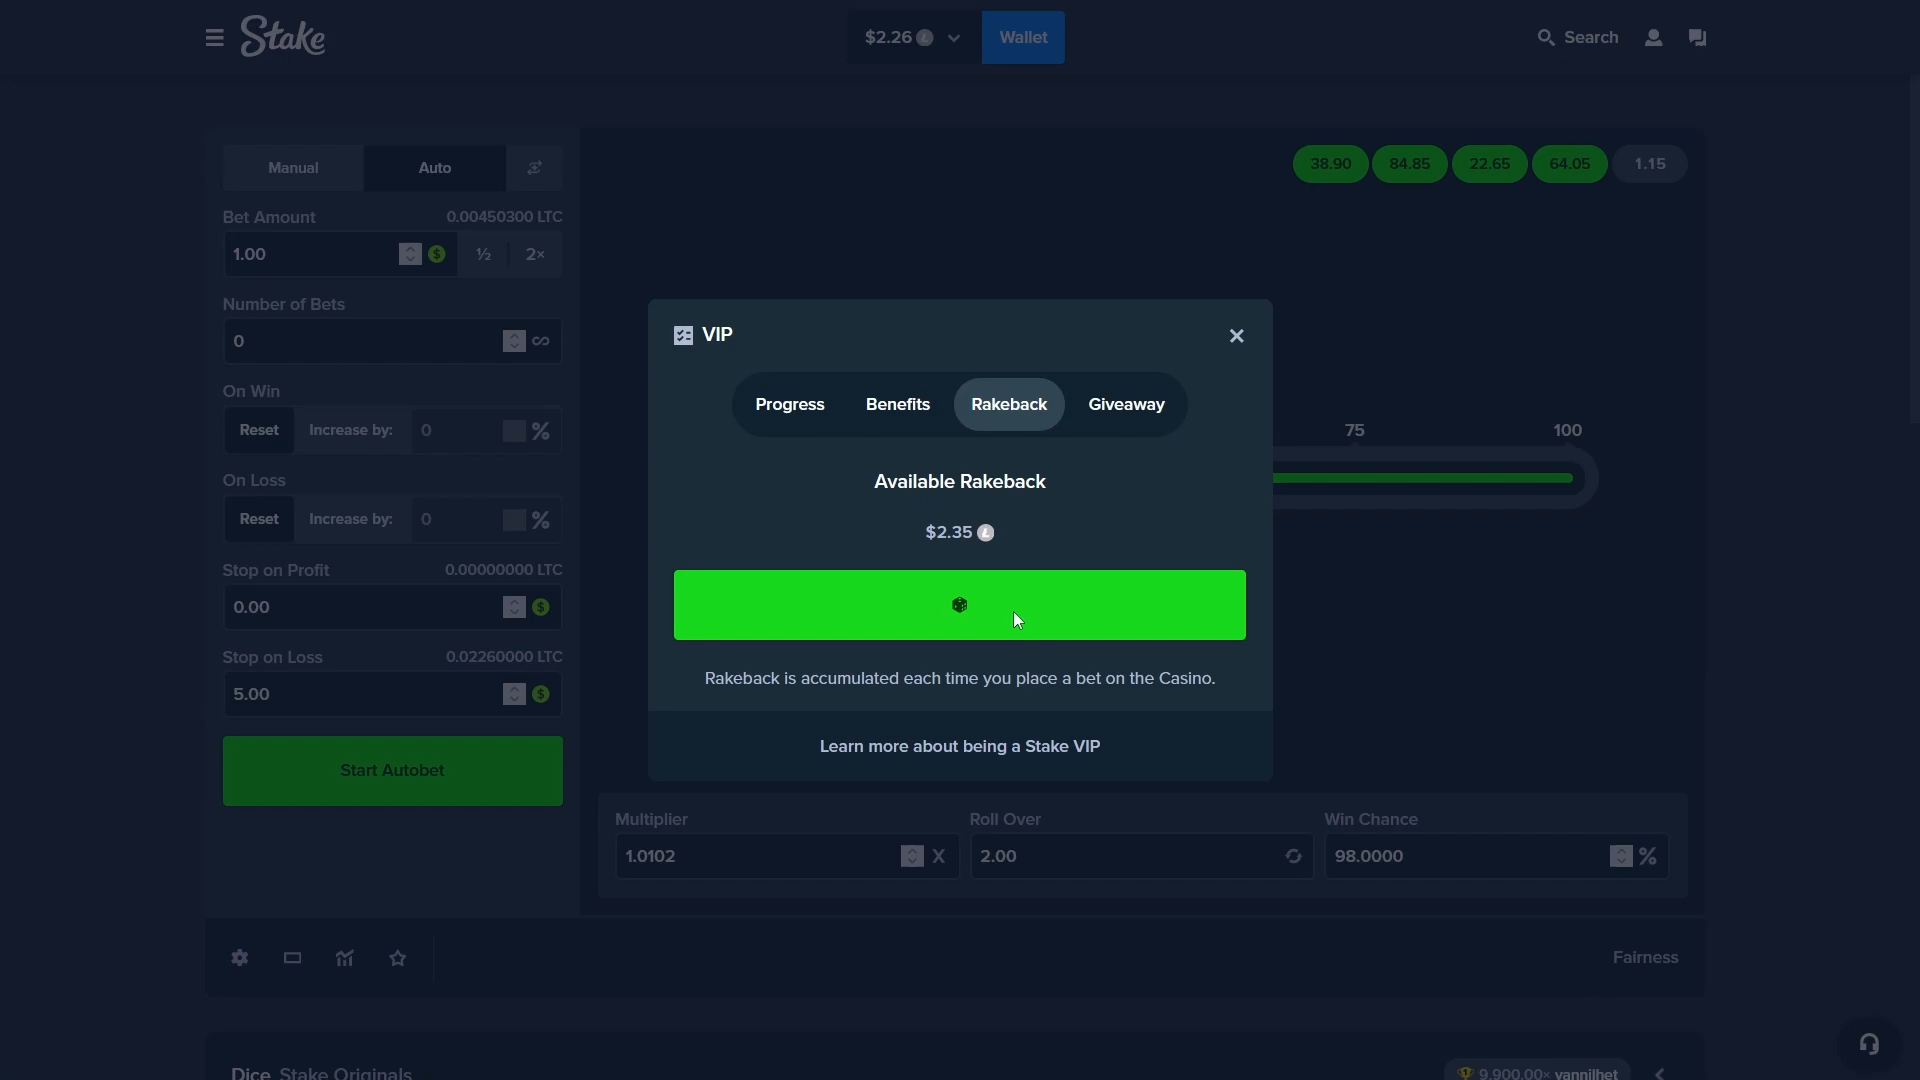 Stake
$2.26
Wallet
Search
Manual
Auto
38.90
84.85
22.65
64.05
1.15
Bet Amount
0.00450300 LTC
1.00
½
2×
Number of Bets
0
∞
On Win
Reset
Increase by:
0
%
On Loss
Reset
Increase by:
0
%
Stop on Profit
0.00000000 LTC
0.00
Stop on Loss
0.02260000 LTC
5.00
Start Autobet
VIP
Progress
Benefits
Rakeback
Giveaway
Available Rakeback
$2.35
Rakeback is accumulated each time you place a bet on the Casino.
Learn more about being a Stake VIP
75
100
Multiplier
1.0102
X
Roll Over
2.00
Win Chance
98.0000
%
Fairness
Dice Stake Originals
9,900.00× vannilhet